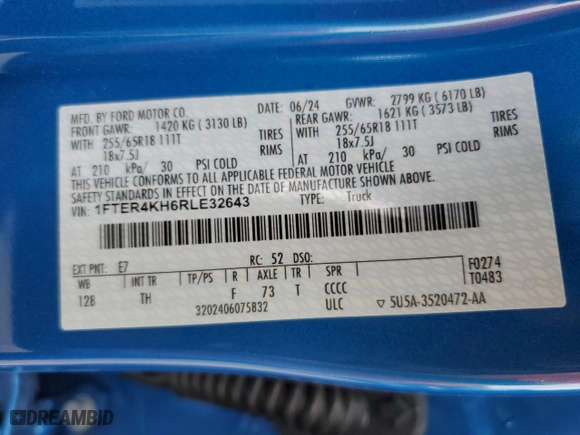 MFD. BY FORD MOTOR CO. DATE: 06/24 GVWR: 2799 KG ( 6170 LB)
FRONT GAWR: 1420 KG ( 3130 LB) REAR GAWR: 1621 KG ( 3573 LB)
WITH 255/65R18 111T TIRES WITH 255/65R18 111T TIRES
18x7.5J RIMS 18x7.5J RIMS
AT 210 kPa/ 30 PSI COLD AT 210 kPa/ 30 PSI COLD
THIS VEHICLE CONFORMS TO ALL APPLICABLE FEDERAL MOTOR VEHICLE
SAFETY STANDARDS IN EFFECT ON THE DATE OF MANUFACTURE SHOWN ABOVE.
VIN: 1FTER4KH6RLE32643 TYPE: Truck
EXT PNT: E7 RC: 52 DSO: F0274
WB INT TR TP/PS R AXLE TR SPR T0483
128 TH F 73 T CCCC
3202406075832 ULC ▽ 5U5A-3520472-AA
DREAMBID